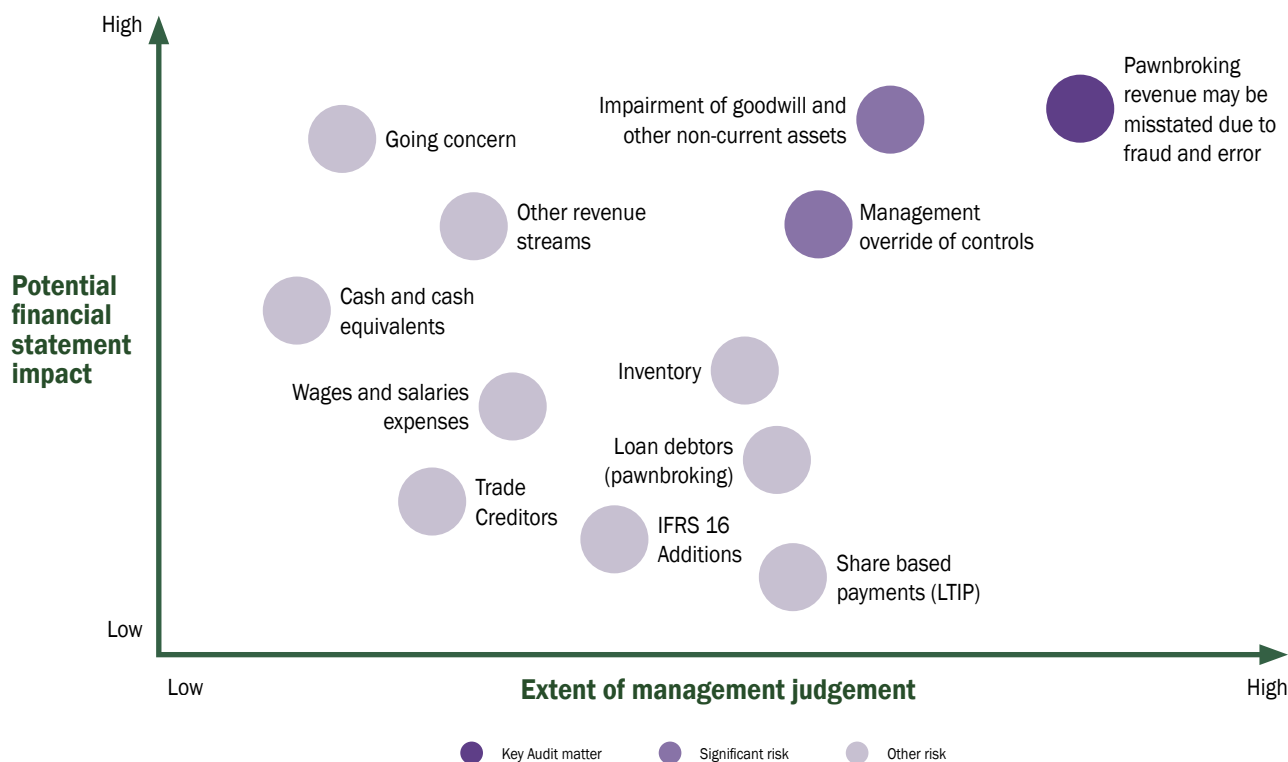 High
Pawnbroking
revenue may be
misstated due to
fraud and error
Impairment of goodwill and
other non-current assets
Going concern
Other revenue
streams
Management
override of controls
Potential
financial
statement
impact
Cash and cash
equivalents
Inventory
Wages and salaries
expenses
Loan debtors
(pawnbroking)
Trade
Creditors
IFRS 16
Additions
Share based
payments (LTIP)
Low
Low
Extent of management judgement
High
Key Audit matter
Significant risk
Other risk